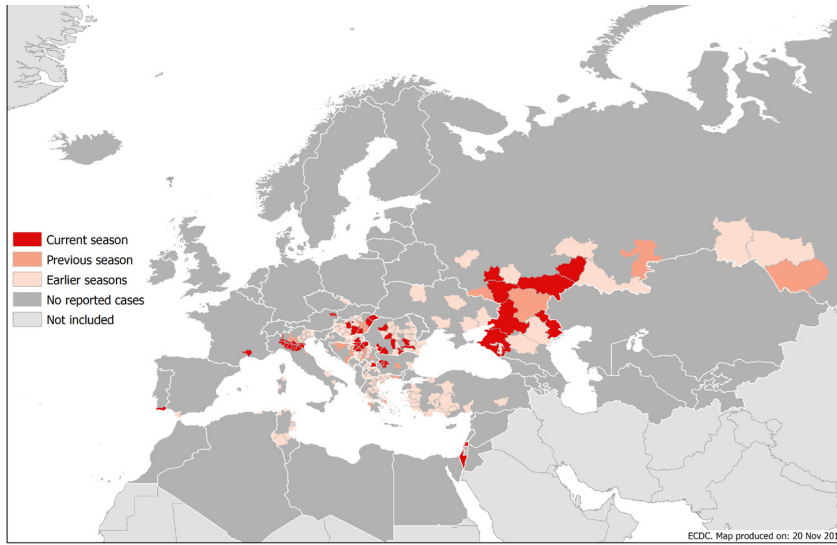 Current season
Previous season
Earlier seasons
No reported cases
Not included
ECDC. Map produced on: 20 Nov